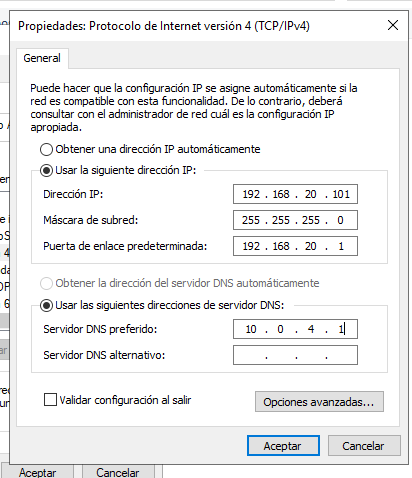 Propiedades: Protocolo de Internet versión 4 (TCP/IPv4)
General
Puede hacer que la configuración IP se asigne automáticamente si la
red es compatible con esta funcionalidad. De lo contrario, deberá
consultar con el administrador de red cuál es la configuración IP
apropiada.
Obtener una dirección IP automáticamente
Usar la siguiente dirección IP:
Dirección IP: 192 . 168 . 20 . 101
Máscara de subred: 255 . 255 . 255 . 0
Puerta de enlace predeterminada: 192 . 168 . 20 . 1
Obtener la dirección del servidor DNS automáticamente
Usar las siguientes direcciones de servidor DNS:
Servidor DNS preferido: 10 . 0 . 4 . 1
Servidor DNS alternativo: . . .
Validar configuración al salir
Opciones avanzadas...
Aceptar Cancelar
Aceptar Cancelar